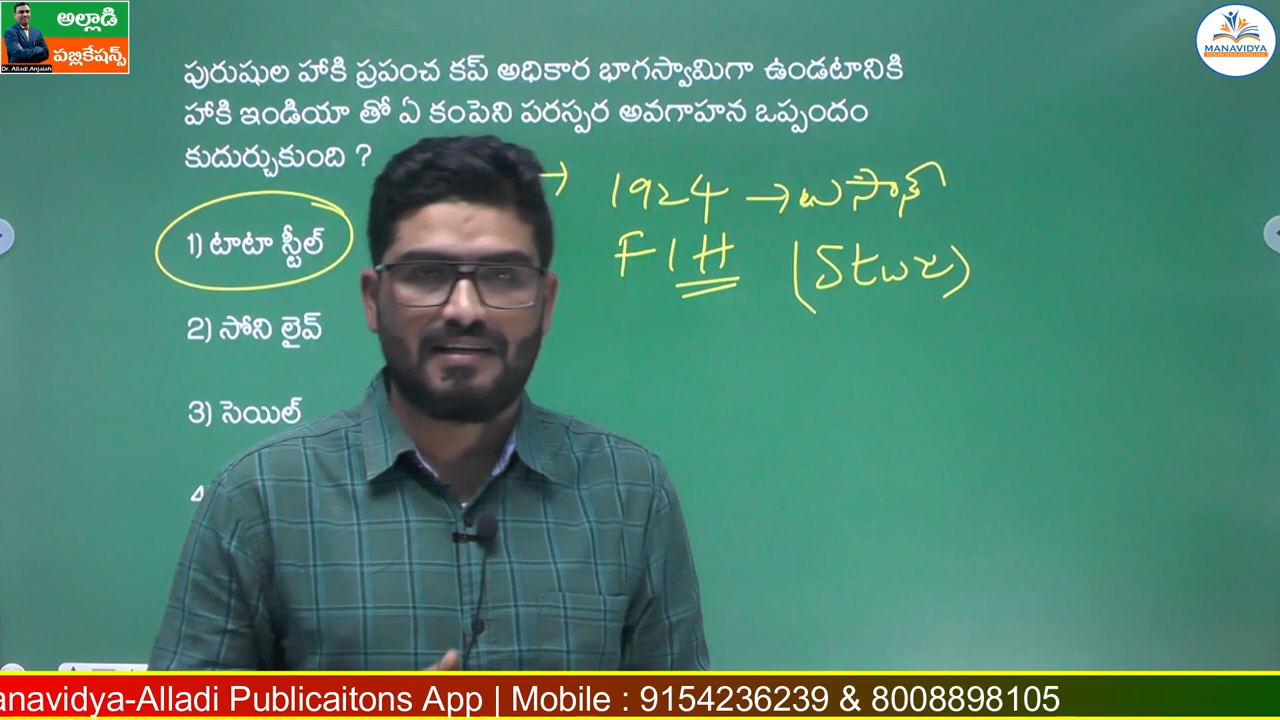 అల్లాడి
పబ్లికేషన్స్
Dr. Alladi Anjaiah
MANAVIDYA
పురుషుల హాకి ప్రపంచ కప్ అధికార భాగస్వామిగా ఉండటానికి
హాకి ఇండియా తో ఏ కంపెని పరస్పర అవగాహన ఒప్పందం
కుదుర్చుకుంది ?
→ 1924 →
FIH
1) టాటా స్టీల్
2) సోని లైవ్
3) సెయిల్
anavidya-Alladi Publicaitons App | Mobile : 9154236239 & 8008898105